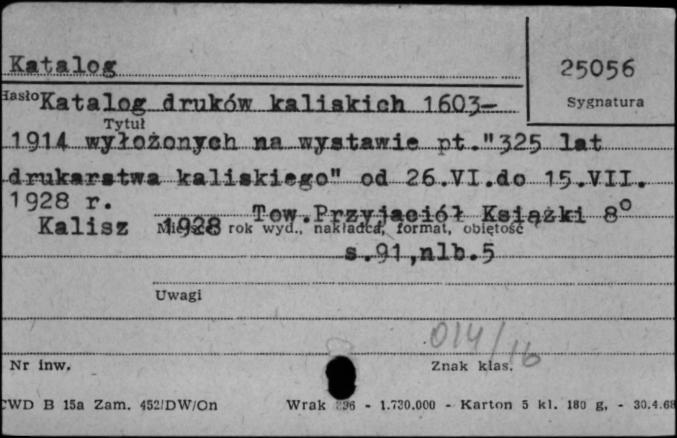 Katalog
25056
Hasło
Sygnatura
Katalog druków kaliskich 1603-
Tytuł
1914 wyłożonych na wystawie pt."325 lat
drukarstwa kaliskiego" od 26.VI.do 15.VII.
1928 r.
Kalisz 1928 Tow.Przyjaciół Książki 8°
Miejsce rok wyd., nakładca, format, objętość
s.91,nlb.5
Uwagi
014/16
Nr inw.
Znak klas.
CWD B 15a Zam. 452/DW/On Wrak 396 - 1.730.000 - Karton 5 kl. 180 g, - 30.4.68